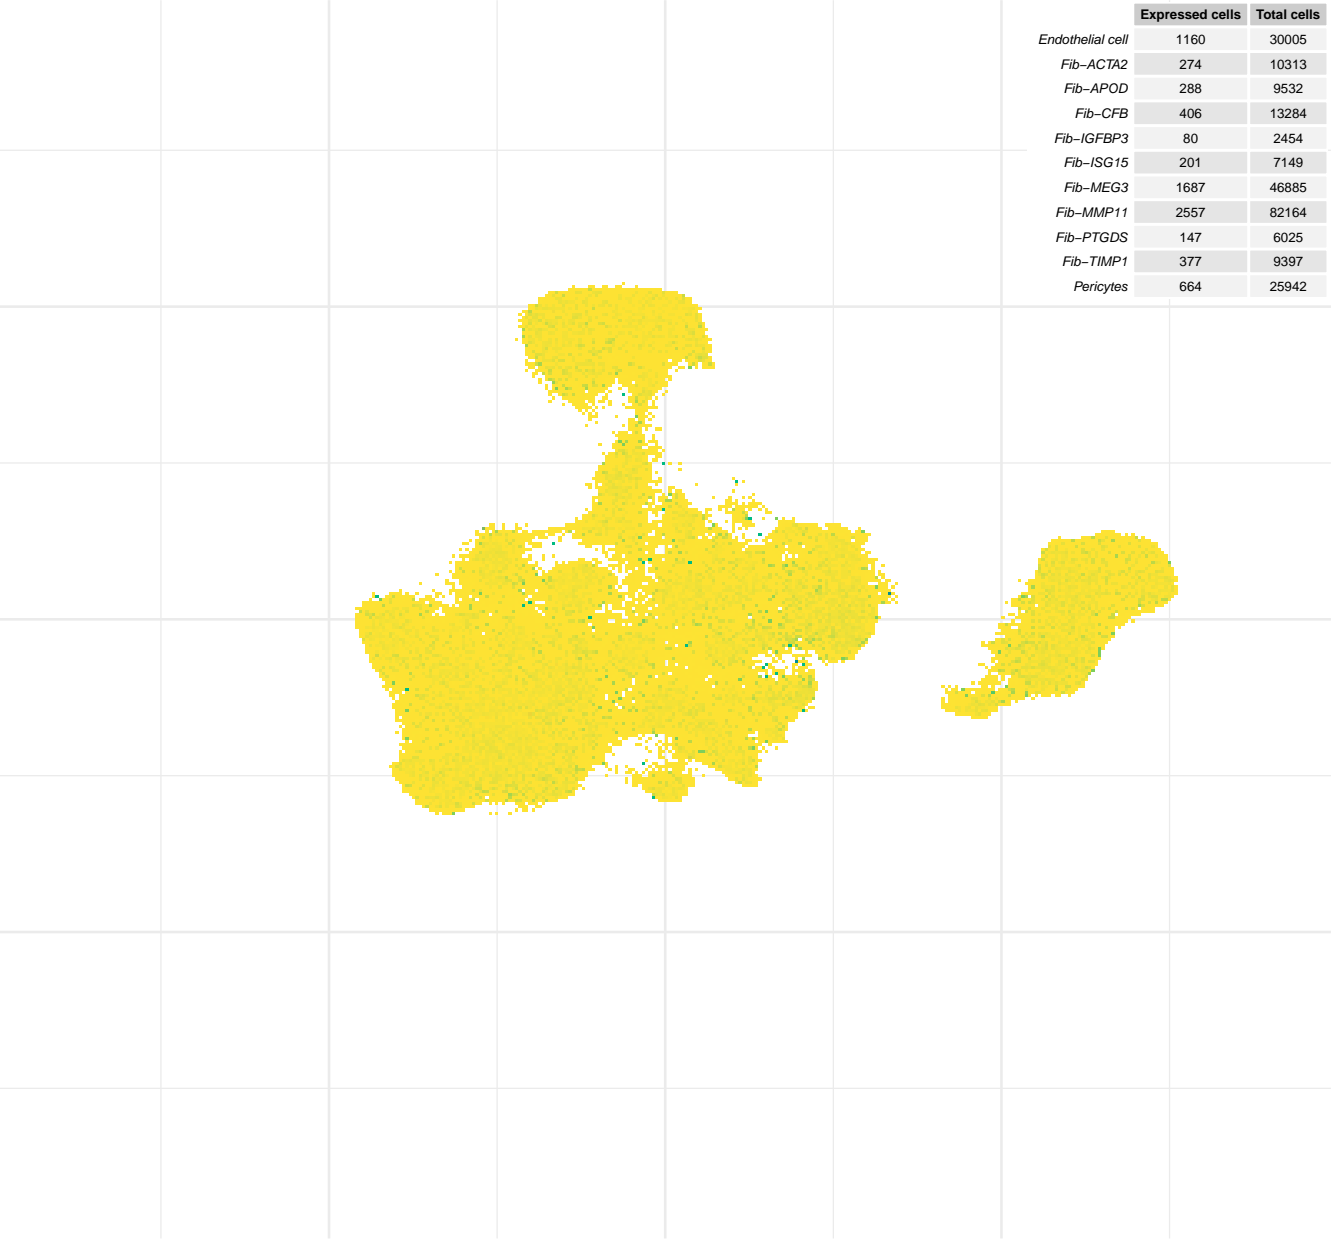 Expressed cells Total cells
Endothelial cell 1160 30005
Fib−ACTA2 274 10313
Fib−APOD 288 9532
Fib−CFB 406 13284
Fib−IGFBP3 80 2454
Fib−ISG15 201 7149
Fib−MEG3 1687 46885
Fib−MMP11 2557 82164
Fib−PTGDS 147 6025
Fib−TIMP1 377 9397
Pericytes 664 25942